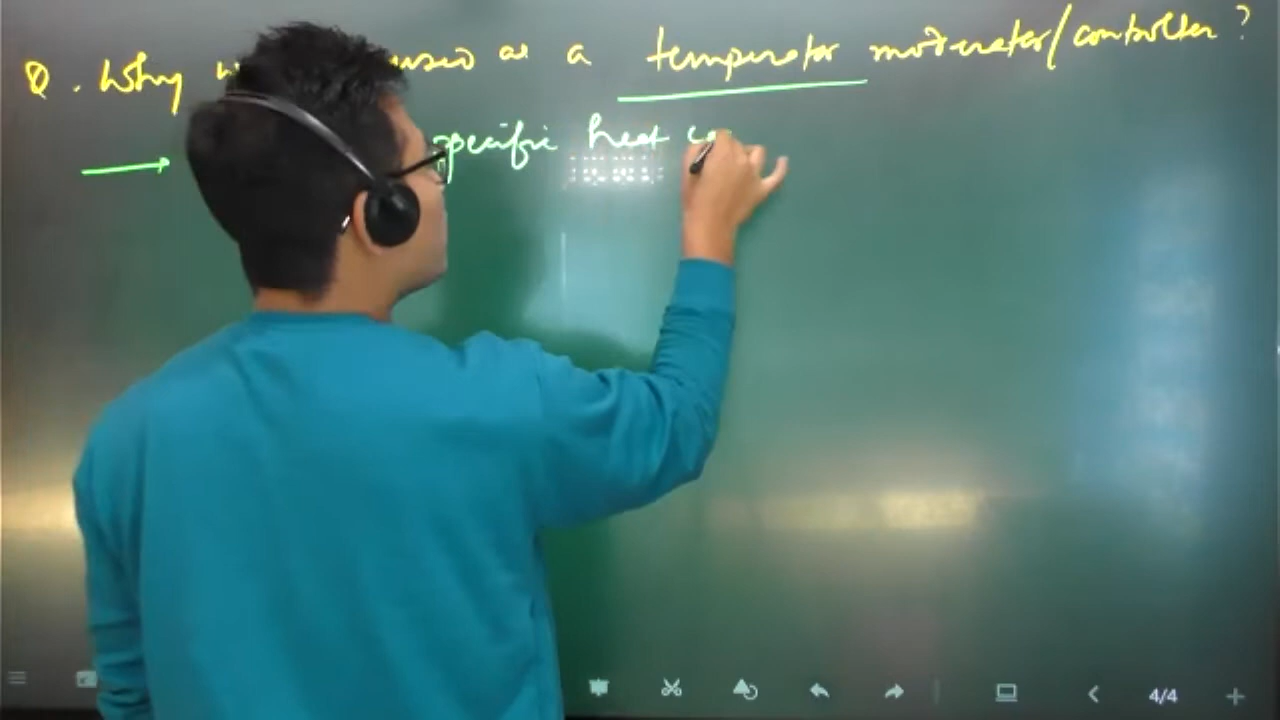 Q. Why used as a temperator moderator/controller?
specific heat
4/4